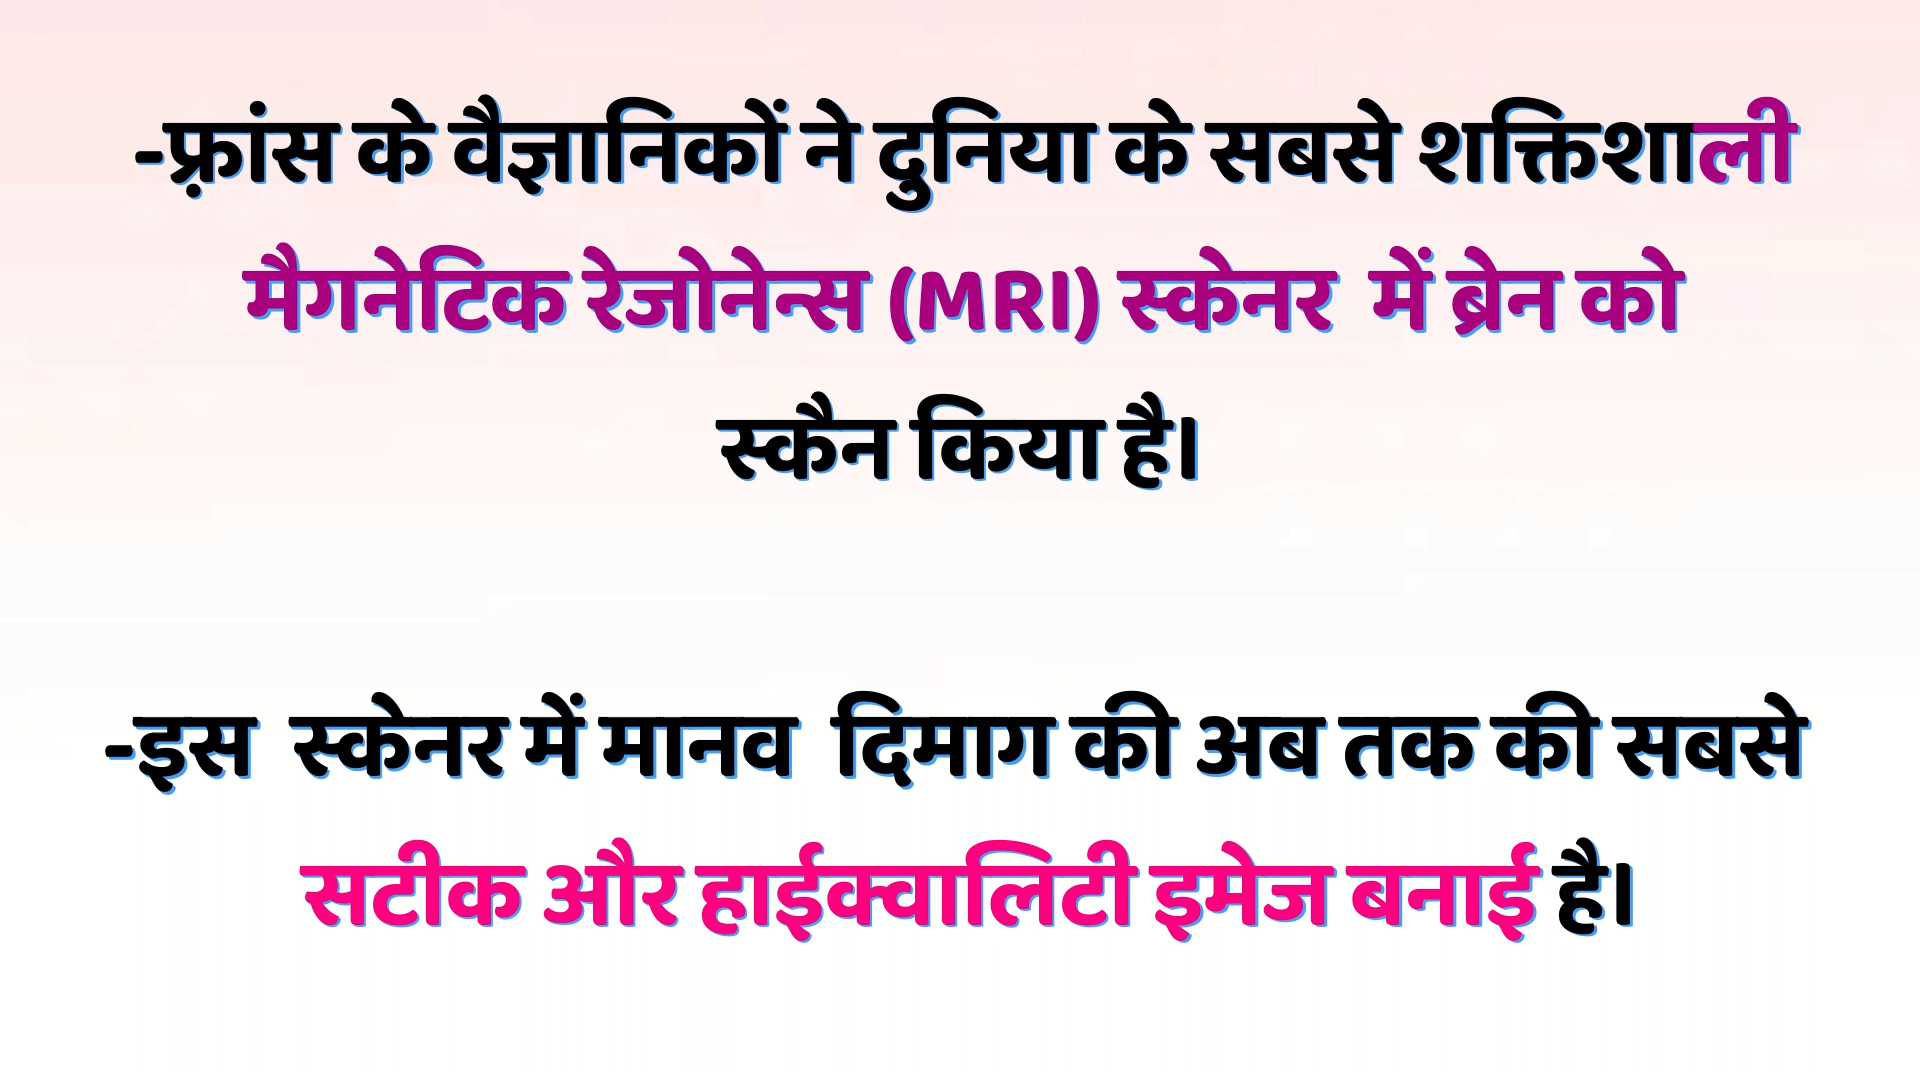 -फ़्रांस के वैज्ञानिकों ने दुनिया के सबसे शक्तिशाली
मैगनेटिक रेजोनेन्स (MRI) स्केनर  में ब्रेन को
स्कैन किया है।
-इस  स्केनर में मानव  दिमाग की अब तक की सबसे
सटीक और हाईक्वालिटी इमेज बनाई है।